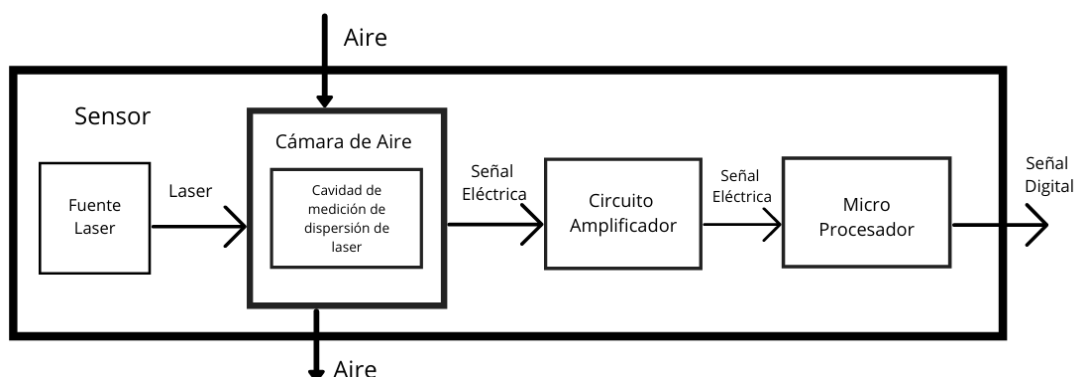 Aire
Sensor
Cámara de Aire
Fuente
Laser
Laser
Cavidad de
medición de
dispersión de
laser
Señal
Eléctrica
Circuito
Amplificador
Señal
Eléctrica
Micro
Procesador
Señal
Digital
Aire